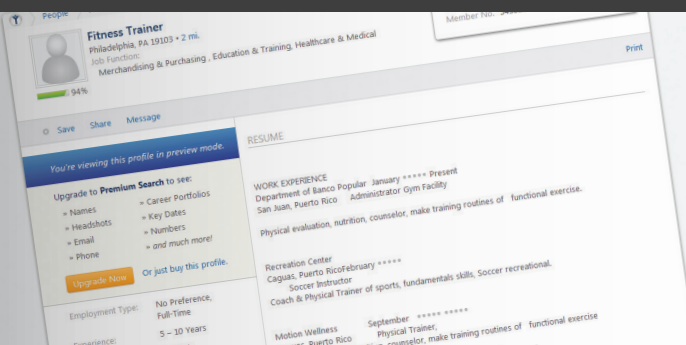 People
Fitness Trainer
Philadelphia, PA 19103 • 2 mi.
Job Function:
Merchandising & Purchasing , Education & Training, Healthcare & Medical
94%
Member No.
Print
Save Share Message
You're viewing this profile in preview mode.
Upgrade to Premium Search to see:
» Names
» Headshots
» Email
» Phone
» Career Portfolios
» Key Dates
» Numbers
» and much more!
Upgrade Now
Or just buy this profile.
Employment Type:
No Preference,
Full-Time
Experience:
5 – 10 Years
RESUME
WORK EXPERIENCE
Department of Banco Popular January ***** Present
San Juan, Puerto Rico Administrator Gym Facility
Physical evaluation, nutrition, counselor, make training routines of functional exercise.
Recreation Center
Caguas, Puerto RicoFebruary *****
Soccer Instructor
Coach & Physical Trainer of sports, fundamentals skills, Soccer recreational.
Motion Wellness September ***** *****
Puerto Rico Physical Trainer,
counselor, make training routines of functional exercise